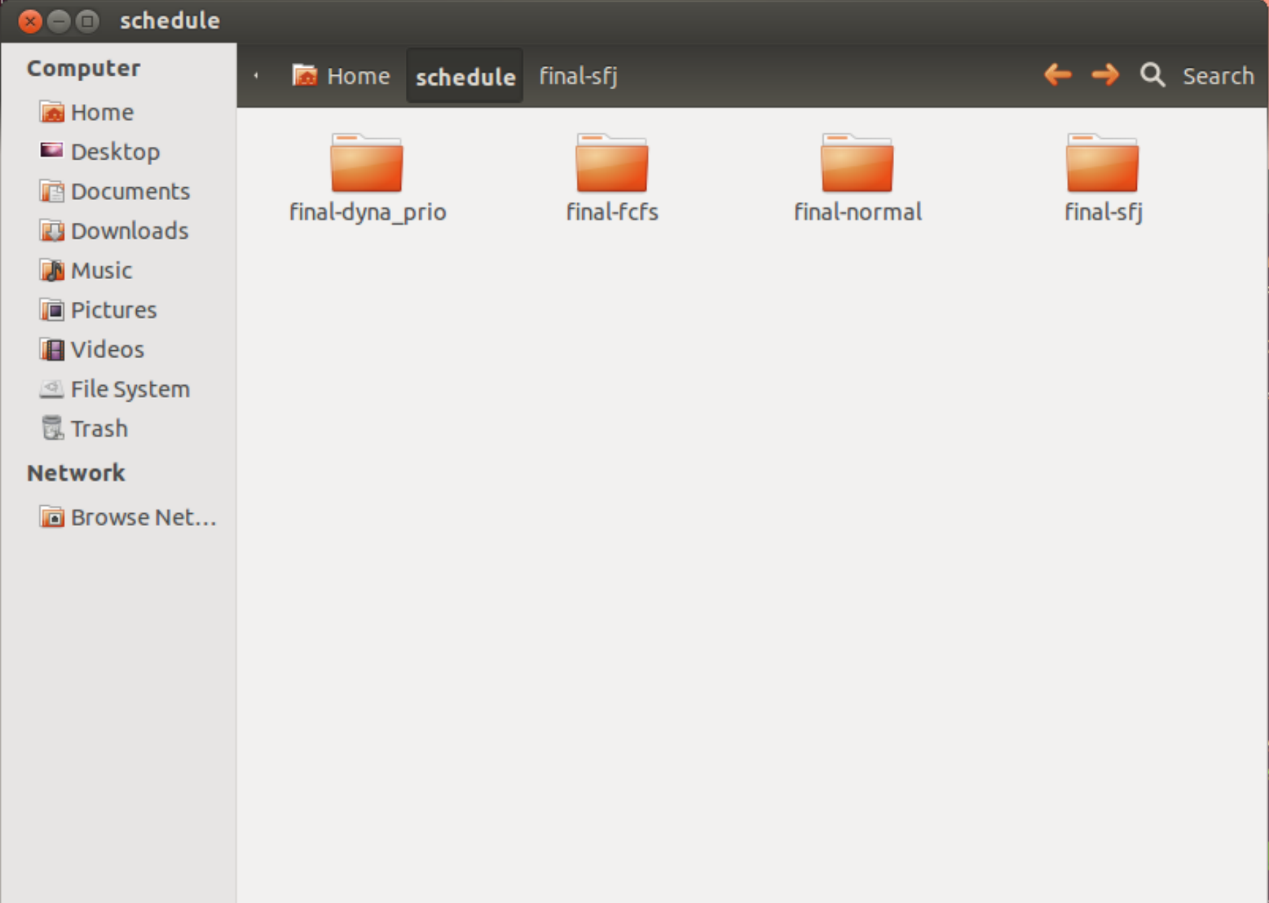 schedule
Computer
Home
Desktop
Documents
Downloads
Music
Pictures
Videos
File System
Trash
Network
Browse Net...
Home schedule final-sfj Search
final-dyna_prio final-fcfs final-normal final-sfj